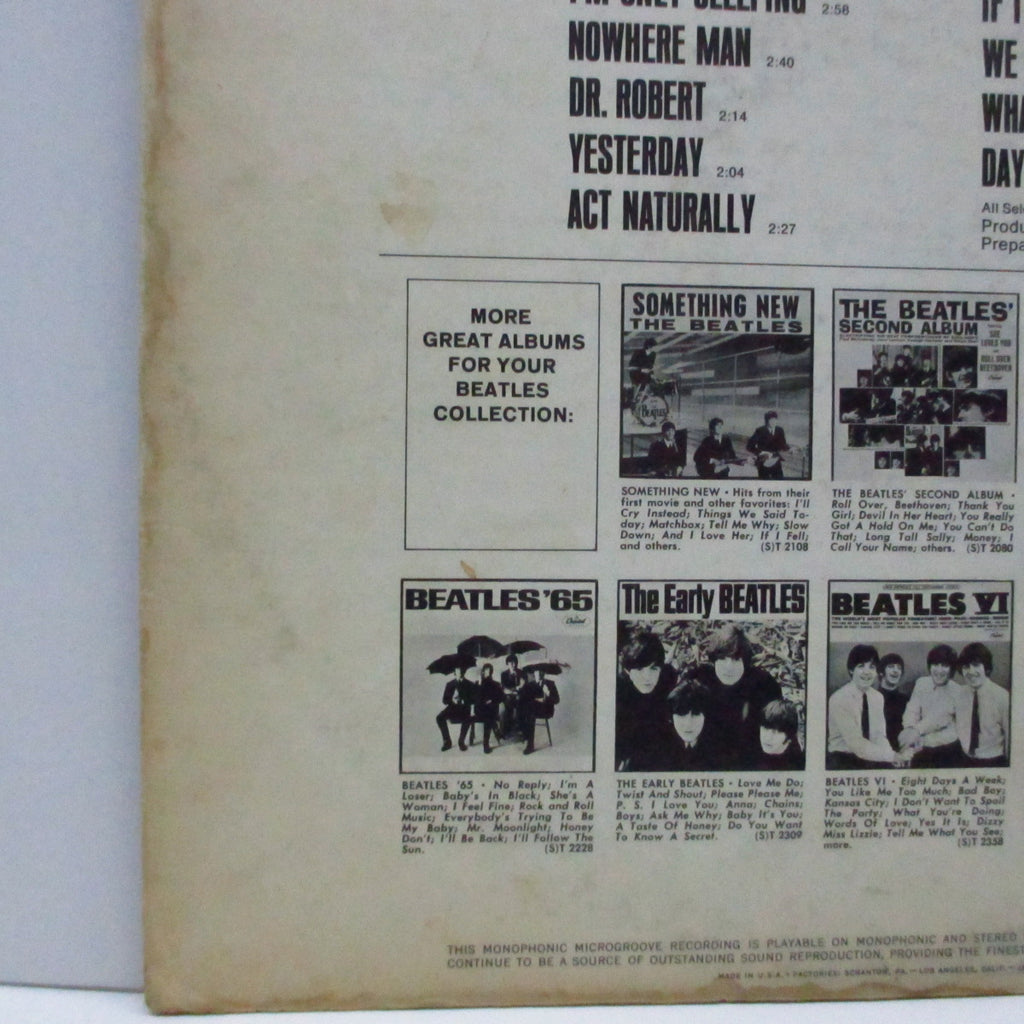 2:58
NOWHERE MAN 2:40
DR. ROBERT 2:14
YESTERDAY 2:04
ACT NATURALLY 2:27
WE
DAY
All
MORE
GREAT ALBUMS
FOR YOUR
BEATLES
COLLECTION:
SOMETHING NEW
THE BEATLES
SOMETHING NEW • Hits from their
first movie and other favorites: I'll
Cry Instead; Things We Said To-
day; Matchbox; Tell Me Why; Slow
Down; And I Love Her; If I Fell;
and others. (S)T 2108
THE BEATLES'
SECOND ALBUM
THE BEATLES' SECOND ALBUM •
Roll Over, Beethoven; Thank You
Girl; Devil In Her Heart; You Really
Got A Hold On Me; You Can't Do
That; Long Tall Sally; Money; I
Call Your Name; others. (S)T 2080
BEATLES '65
Capitol
BEATLES '65 • No Reply; I'm A
Loser; Baby's In Black; She's A
Woman; I Feel Fine; Rock and Roll
Music; Everybody's Trying To Be
My Baby; Mr. Moonlight; Honey
Don't; I'll Be Back; I'll Follow The
Sun. (S)T 2228
The Early BEATLES
THE EARLY BEATLES • Love Me Do;
Twist And Shout; Please Please Me;
P. S. I Love You; Anna; Chains;
Boys; Ask Me Why; Baby It's You;
A Taste Of Honey; Do You Want
To Know A Secret. (S)T 2309
BEATLES VI
BEATLES VI • Eight Days A Week;
You Like Me Too Much; Bad Boy;
Kansas City; I Don't Want To Spoil
The Party; What You're Doing;
Words Of Love; Yes It Is; Dizzy
Miss Lizzie; Tell Me What You See;
more. (S)T 2358
THIS MONOPHONIC MICROGROOVE RECORDING IS PLAYABLE ON MONOPHONIC AND STEREO
CONTINUE TO BE A SOURCE OF OUTSTANDING SOUND REPRODUCTION, PROVIDING THE FINEST
MADE IN U.S.A. • FACTORIES: SCRANTON, PA. — LOS ANGELES, CALIF.